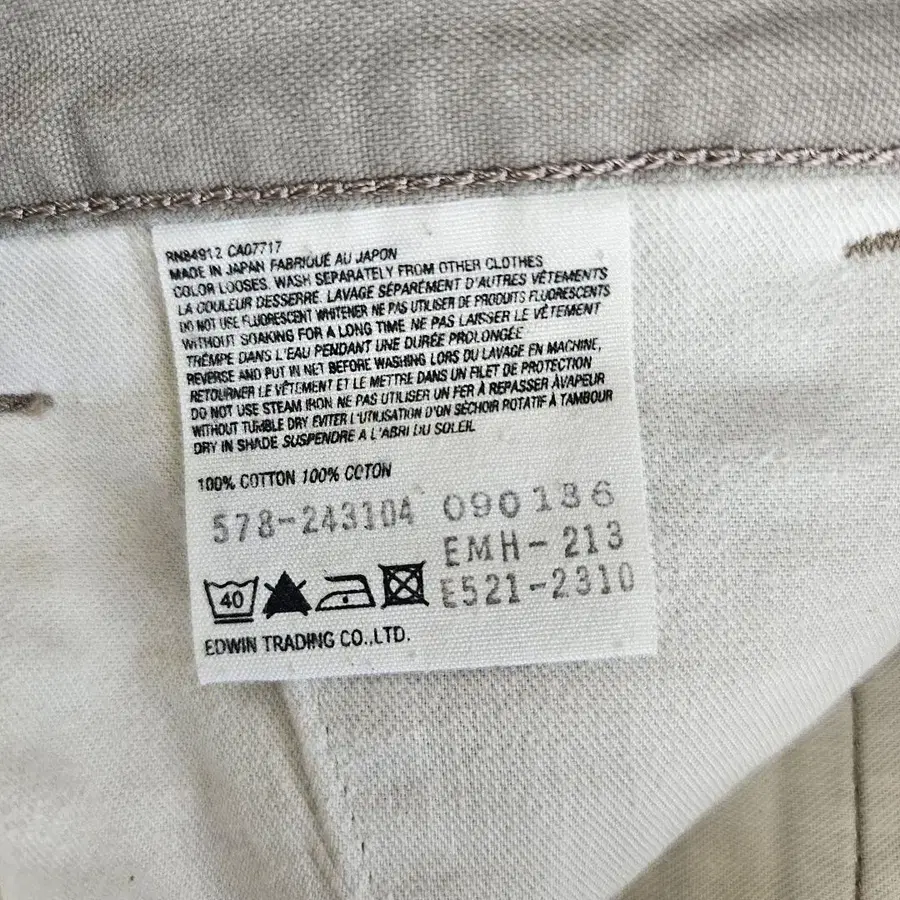 RN84912 CA07717
MADE IN JAPAN FABRIQUÉ AU JAPON
COLOR LOOSES. WASH SEPARATELY FROM OTHER CLOTHES
LA COULEUR DESSERRE. LAVAGE SÉPARÉMENT D'AUTRES VÊTEMENTS
DO NOT USE FLUORESCENT WHITENER NE PAS UTILISER DE PRODUITS FLUORESCENTS
WITHOUT SOAKING FOR A LONG TIME NE PAS LAISSER LE VÊTEMENT
TRÉMPE DANS L'EAU PENDANT UNE DURÉE PROLONGÉE
REVERSE AND PUT IN NET BEFORE WASHING LORS DU LAVAGE EN MACHINE,
RETOURNER LE VÊTEMENT ET LE METTRE DANS UN FILET DE PROTECTION
DO NOT USE STEAM IRON NE PAS UTILISER UN FER À REPASSER ÀVAPEUR
WITHOUT TUMBLE DRY EVITER L'UTILISATION D'ON SÉCHOIR ROTATIF À TAMBOUR
DRY IN SHADE SUSPENDRE A L'ABRI DU SOLEIL
100% COTTON 100% COTON
578-243104 090136
EMH-213
E521-2310
40
EDWIN TRADING CO.,LTD.